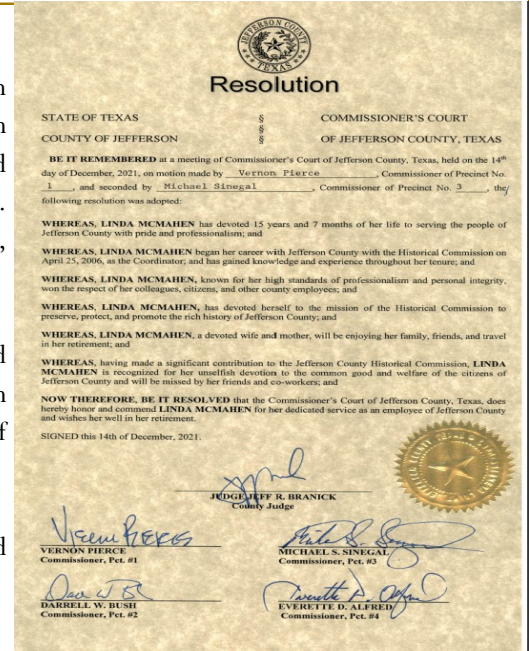 JEFFERSON COUNTY
TEXAS
Resolution
STATE OF TEXAS § COMMISSIONER'S COURT
§
COUNTY OF JEFFERSON § OF JEFFERSON COUNTY, TEXAS
BE IT REMEMBERED at a meeting of Commissioner's Court of Jefferson County, Texas, held on the 14th
day of December, 2021, on motion made by Vernon Pierce, Commissioner of Precinct No.
1, and seconded by Michael Sinegal, Commissioner of Precinct No. 3, the
following resolution was adopted:
WHEREAS, LINDA MCMAHEN has devoted 15 years and 7 months of her life to serving the people of
Jefferson County with pride and professionalism; and
WHEREAS, LINDA MCMAHEN began her career with Jefferson County with the Historical Commission on
April 25, 2006, as the Coordinator; and has gained knowledge and experience throughout her tenure; and
WHEREAS, LINDA MCMAHEN, known for her high standards of professionalism and personal integrity,
won the respect of her colleagues, citizens, and other county employees; and
WHEREAS, LINDA MCMAHEN, has devoted herself to the mission of the Historical Commission to
preserve, protect, and promote the rich history of Jefferson County; and
WHEREAS, LINDA MCMAHEN, a devoted wife and mother, will be enjoying her family, friends, and travel
in her retirement; and
WHEREAS, having made a significant contribution to the Jefferson County Historical Commission, LINDA
MCMAHEN is recognized for her unselfish devotion to the common good and welfare of the citizens of
Jefferson County and will be missed by her friends and co-workers; and
NOW THEREFORE, BE IT RESOLVED that the Commissioner's Court of Jefferson County, Texas, does
hereby honor and commend LINDA MCMAHEN for her dedicated service as an employee of Jefferson County
and wishes her well in her retirement.
SIGNED this 14th of December, 2021.
JUDGE JEFF R. BRANICK
County Judge
VERNON PIERCE
Commissioner, Pct. #1
MICHAEL S. SINEGAL
Commissioner, Pct. #3
DARRELL W. BUSH
Commissioner, Pct. #2
EVERETTE D. ALFRED
Commissioner, Pct. #4